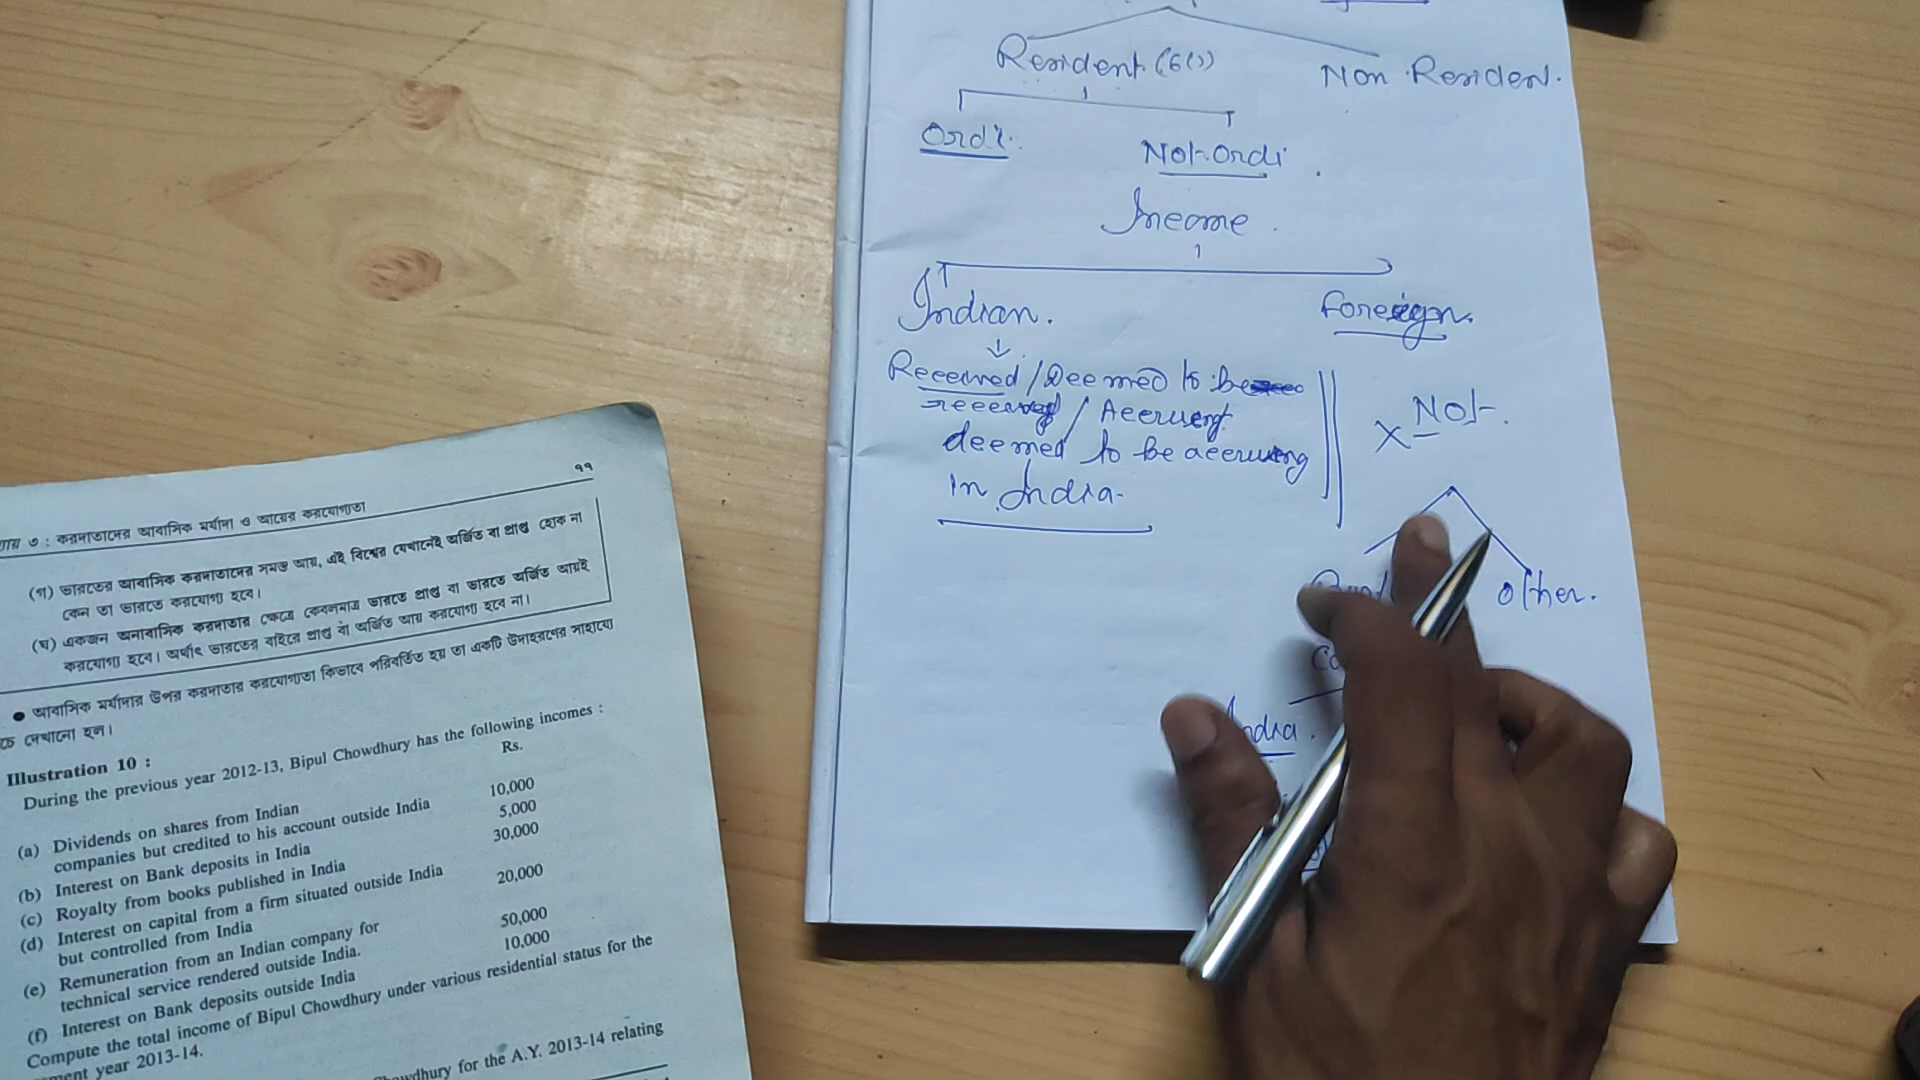 Resident (6())
Non Resident.
Ordi.
Not-Ordi
Income.
Indian.
Foreign.
Received / Deemed to be
received / Accruing
deemed to be accruing
in India-
x Not-
other.
India.
৭৭
৩ : করদাতাদের আবাসিক মর্যাদা ও আয়ের করযোগ্যতা
(গ) ভারতের আবাসিক করদাতাদের সমস্ত আয়, এই বিশ্বের যেখানেই অর্জিত বা প্রাপ্ত হোক না
কেন তা ভারতে করযোগ্য হবে।
(ঘ) একজন অনাবাসিক করদাতার ক্ষেত্রে কেবলমাত্র ভারতে প্রাপ্ত বা ভারতে অর্জিত আয়ই
করযোগ্য হবে। অর্থাৎ ভারতের বাইরে প্রাপ্ত বা অর্জিত আয় করযোগ্য হবে না।
● আবাসিক মর্যাদার উপর করদাতার করযোগ্যতা কিভাবে পরিবর্তিত হয় তা একটি উদাহরণের সাহায্যে
দেখানো হল।
Illustration 10 :
During the previous year 2012-13, Bipul Chowdhury has the following incomes :
Rs.
(a) Dividends on shares from Indian
companies but credited to his account outside India 10,000
(b) Interest on Bank deposits in India 5,000
(c) Royalty from books published in India 30,000
(d) Interest on capital from a firm situated outside India
but controlled from India 20,000
(e) Remuneration from an Indian company for
technical service rendered outside India. 50,000
(f) Interest on Bank deposits outside India 10,000
Compute the total income of Bipul Chowdhury under various residential status for the
ment year 2013-14.
howdhury for the A.Y. 2013-14 relating